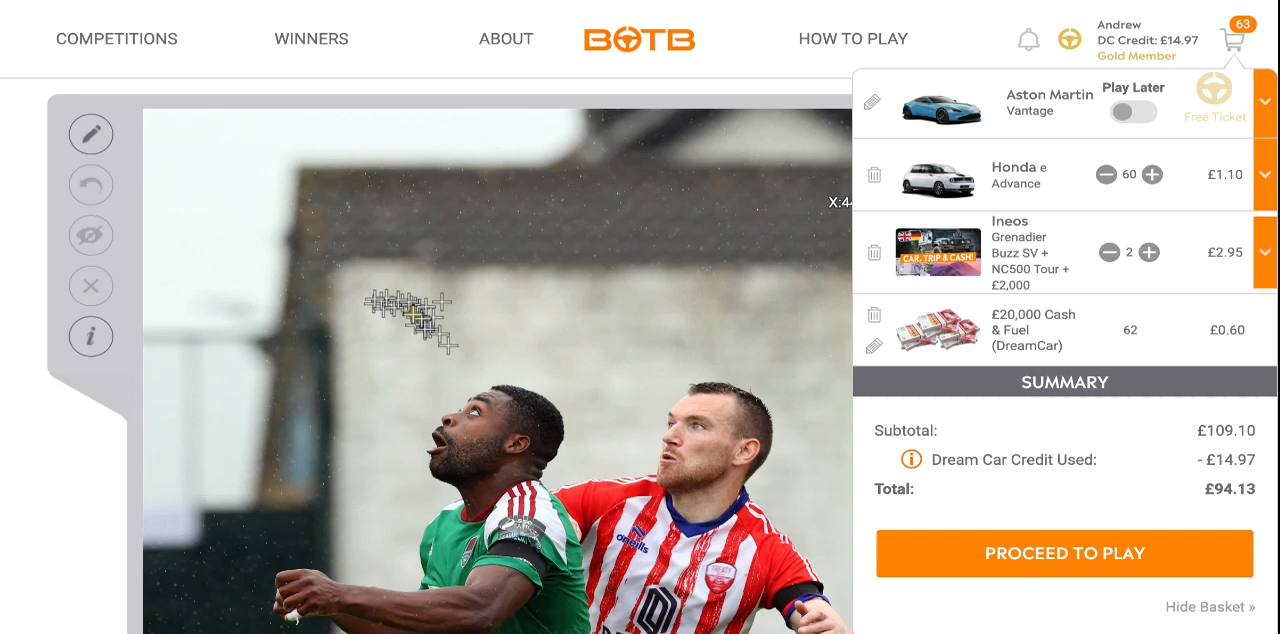 COMPETITIONS
WINNERS
ABOUT
BOTB
HOW TO PLAY
Andrew
DC Credit: £14.97
Gold Member
63
Aston Martin
Vantage
Play Later
Free Ticket
Honda e
Advance
60
£1.10
CAR, TRIP & CASH!
Ineos
Grenadier
Buzz SV +
NC500 Tour +
£2,000
2
£2.95
£20,000 Cash
& Fuel
(DreamCar)
62
£0.60
SUMMARY
Subtotal:
£109.10
i
Dream Car Credit Used:
- £14.97
Total:
£94.13
PROCEED TO PLAY
Hide Basket »
i
X:44
oneills